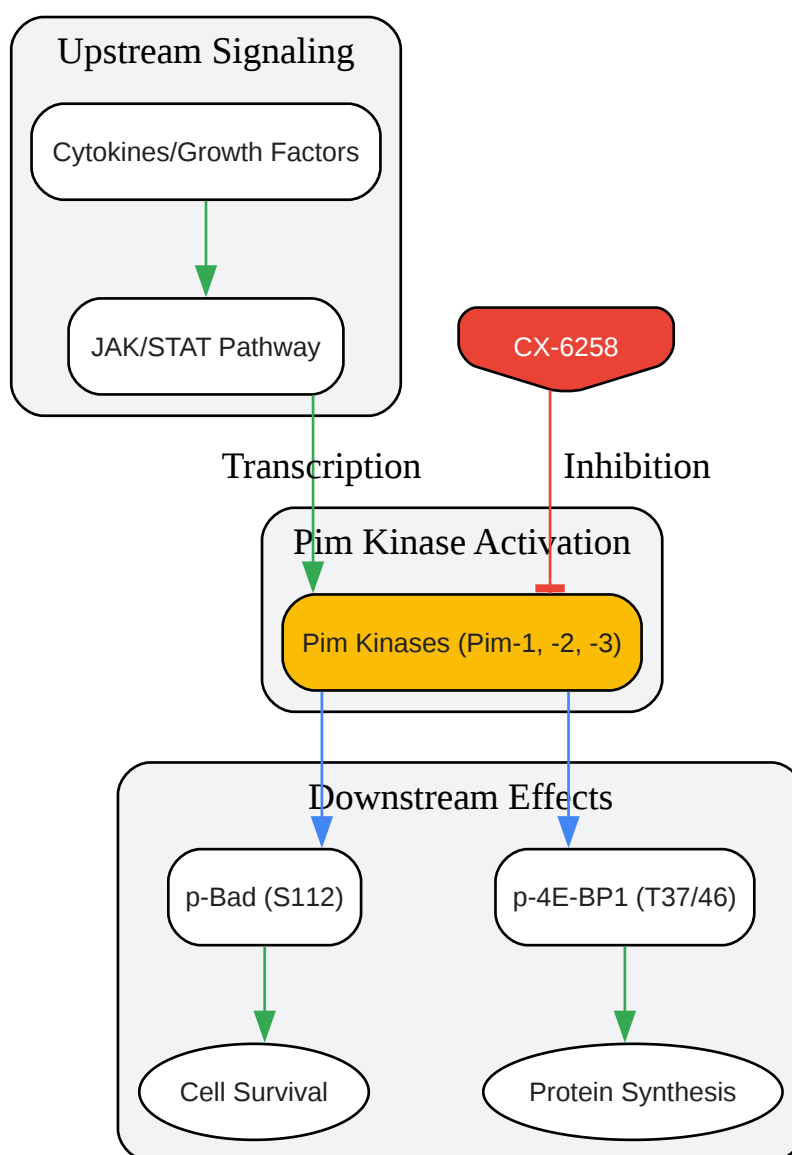 Upstream Signaling
Cytokines/Growth Factors
JAK/STAT Pathway
CX-6258
Transcription
Inhibition
Pim Kinase Activation
Pim Kinases (Pim-1, -2, -3)
Downstream Effects
p-Bad (S112)
p-4E-BP1 (T37/46)
Cell Survival
Protein Synthesis